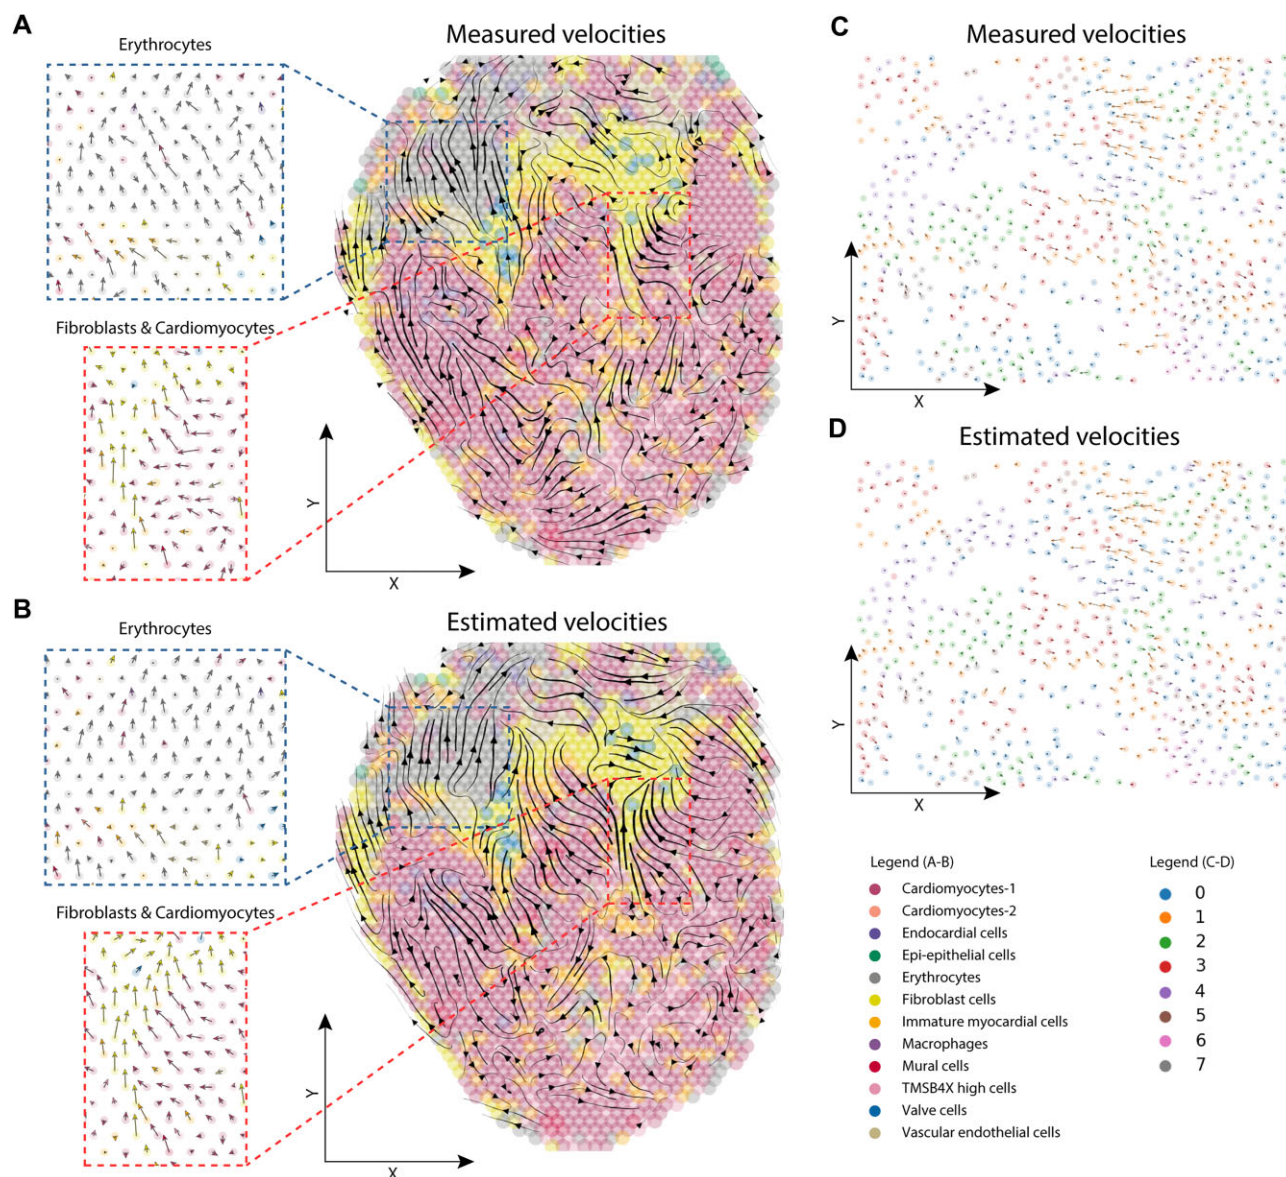 A
Erythrocytes
Measured velocities
Fibroblasts & Cardiomyocytes
Y
X
B
Erythrocytes
Estimated velocities
Fibroblasts & Cardiomyocytes
Y
X
C
Measured velocities
Y
X
D
Estimated velocities
Y
X
Legend (A-B)
Cardiomyocytes-1
Cardiomyocytes-2
Endocardial cells
Epi-epithelial cells
Erythrocytes
Fibroblast cells
Immature myocardial cells
Macrophages
Mural cells
TMSB4X high cells
Valve cells
Vascular endothelial cells
Legend (C-D)
0
1
2
3
4
5
6
7